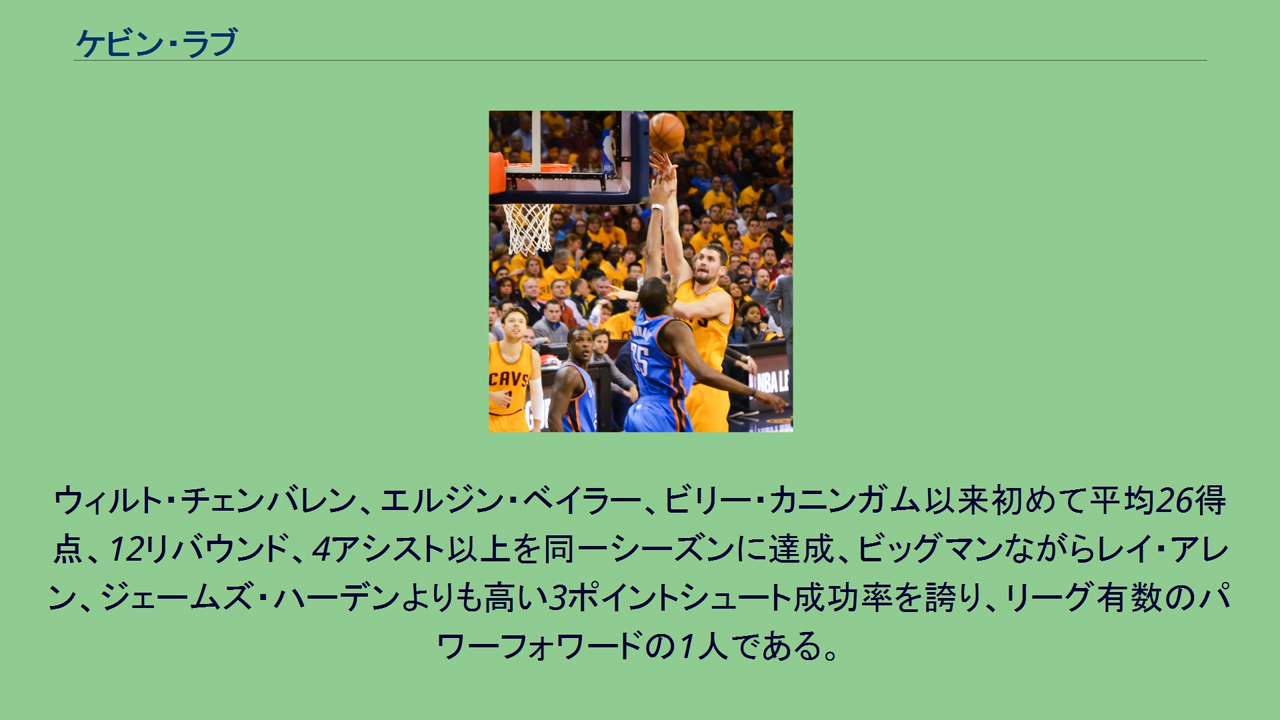 ケビン・ラブ
CAVS
35
NBA LE
ウィルト・チェンバレン、エルジン・ベイラー、ビリー・カニンガム以来初めて平均26得
点、12リバウンド、4アシスト以上を同一シーズンに達成、ビッグマンながらレイ・アレ
ン、ジェームズ・ハーデンよりも高い3ポイントシュート成功率を誇り、リーグ有数のパ
ワーフォワードの1人である。